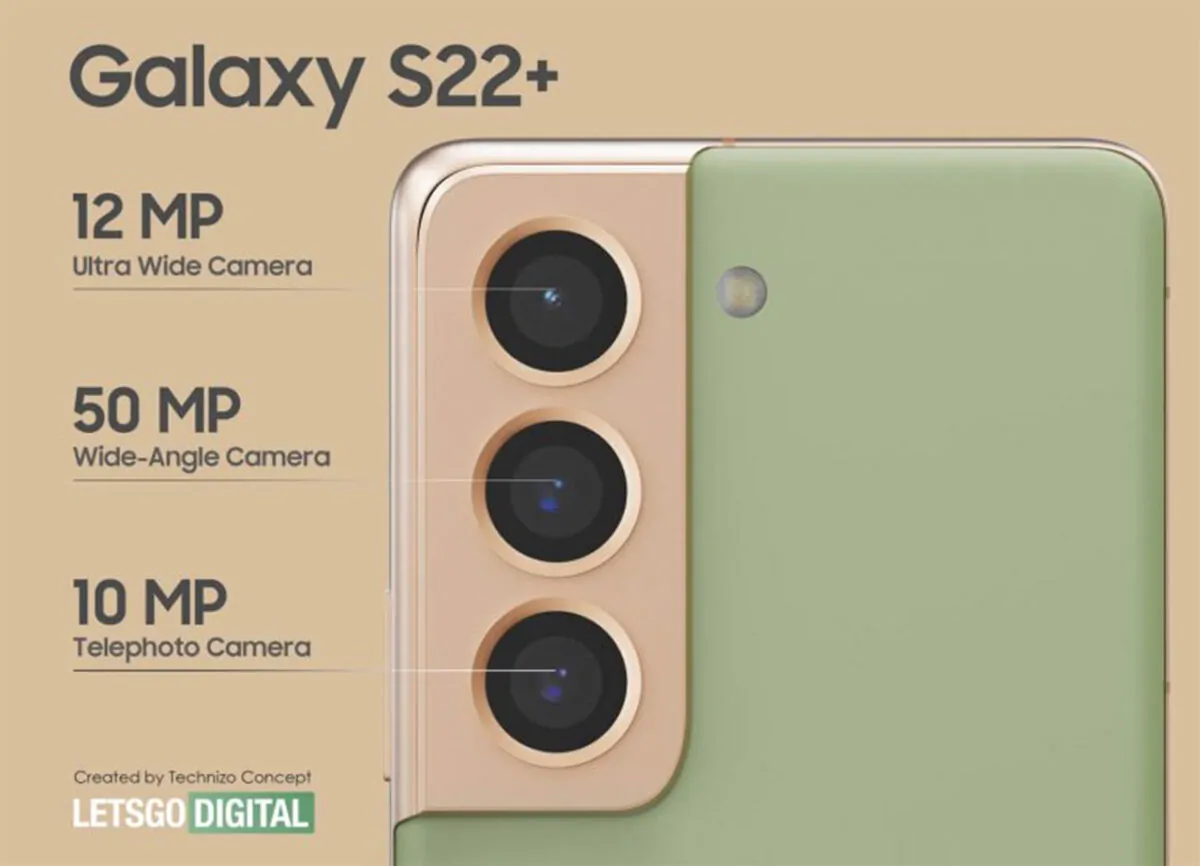 Galaxy S22+
12 MP
Ultra Wide Camera
50 MP
Wide-Angle Camera
10 MP
Telephoto Camera
Created by Technizo Concept
LETSGO DIGITAL